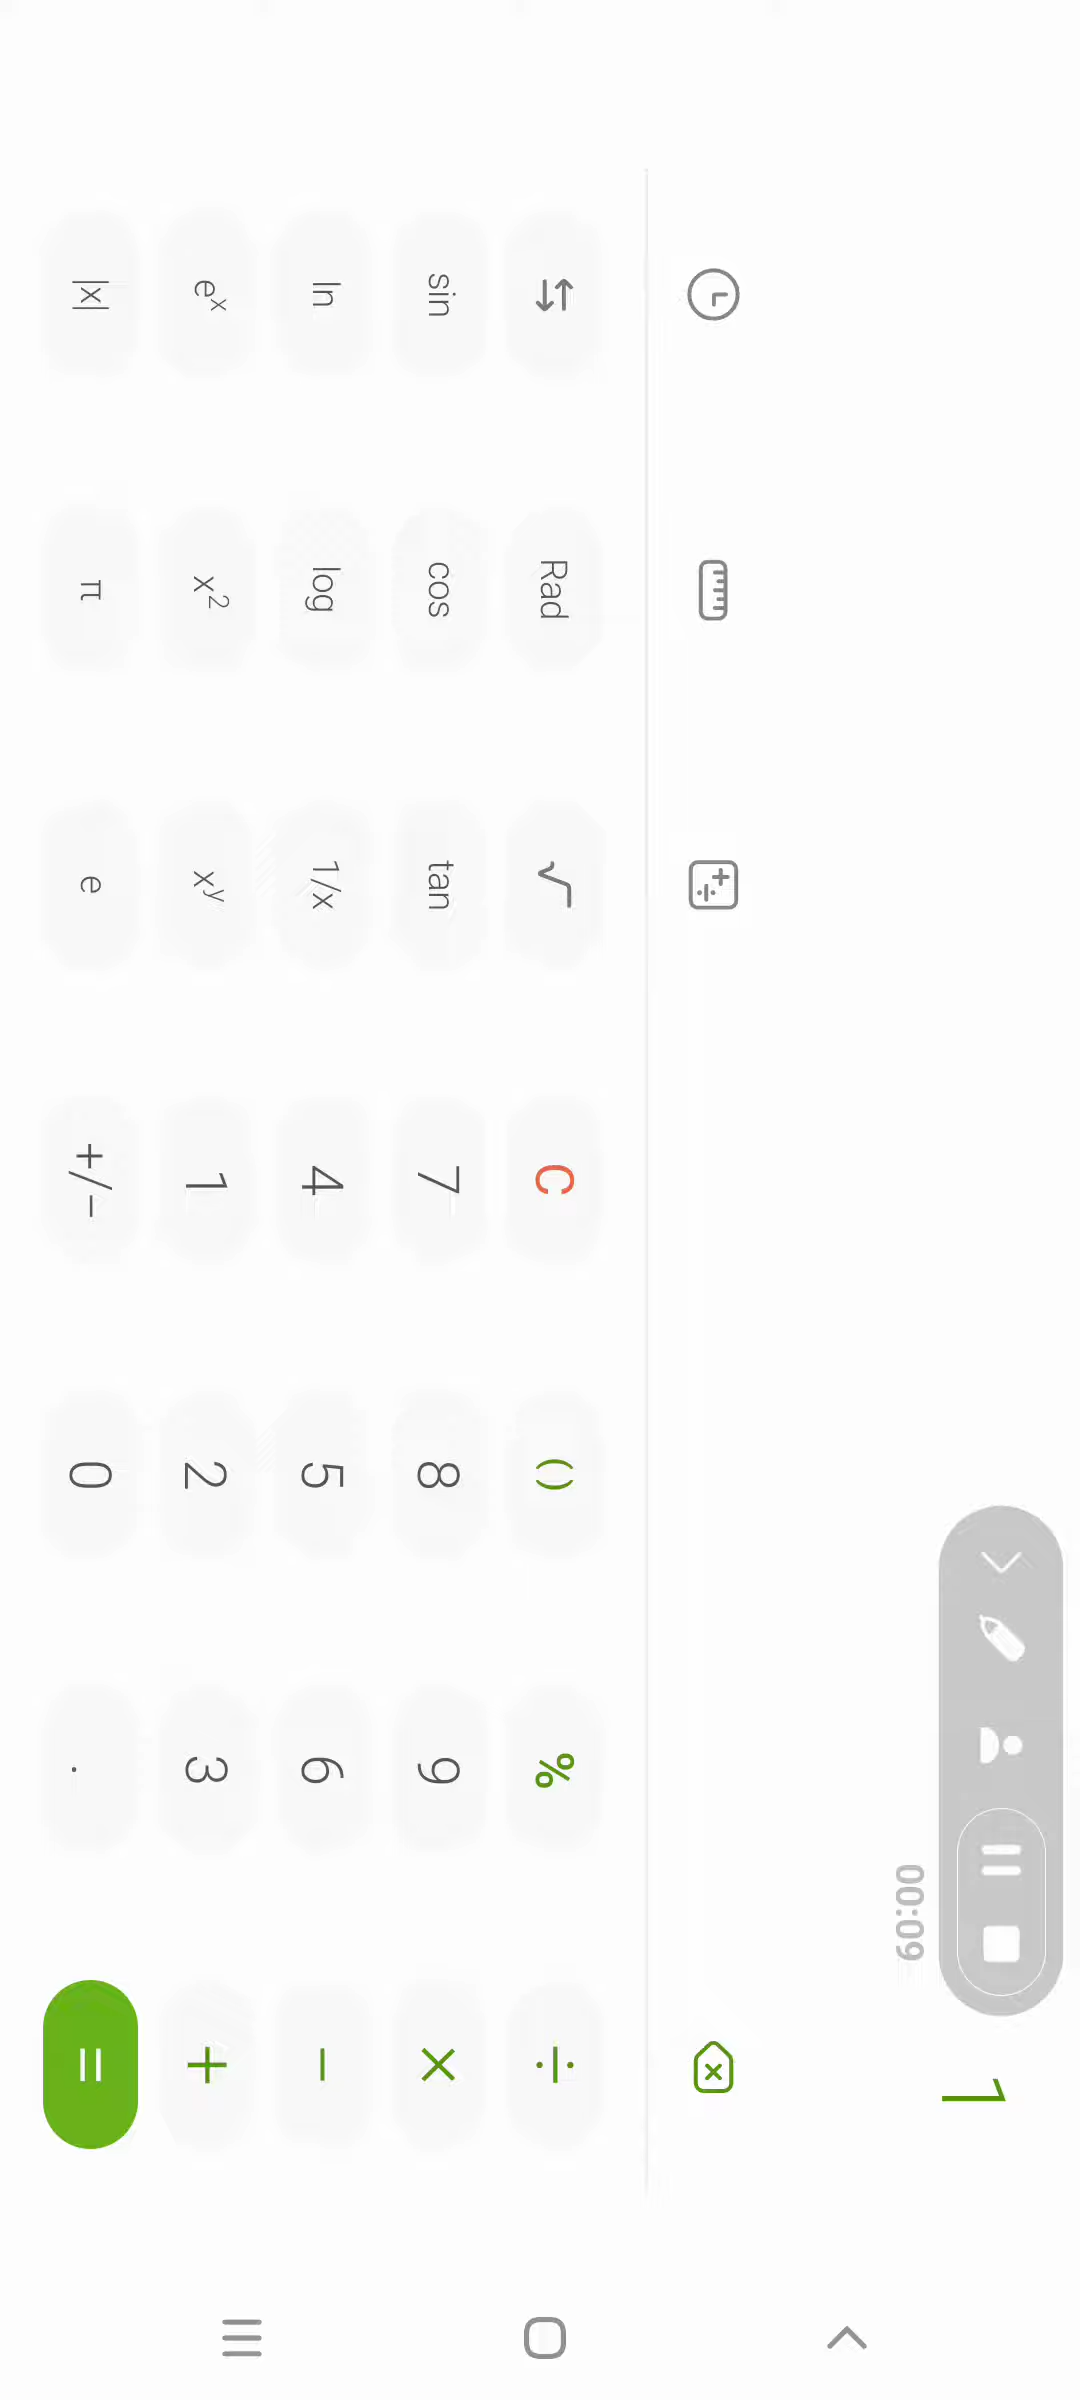 00:09
1
Rad √ C () % ÷
sin cos tan 7 8 9 ×
ln log 1/x 4 5 6 −
eˣ x² xʸ 1 2 3 +
|x| π e +/− 0 . =